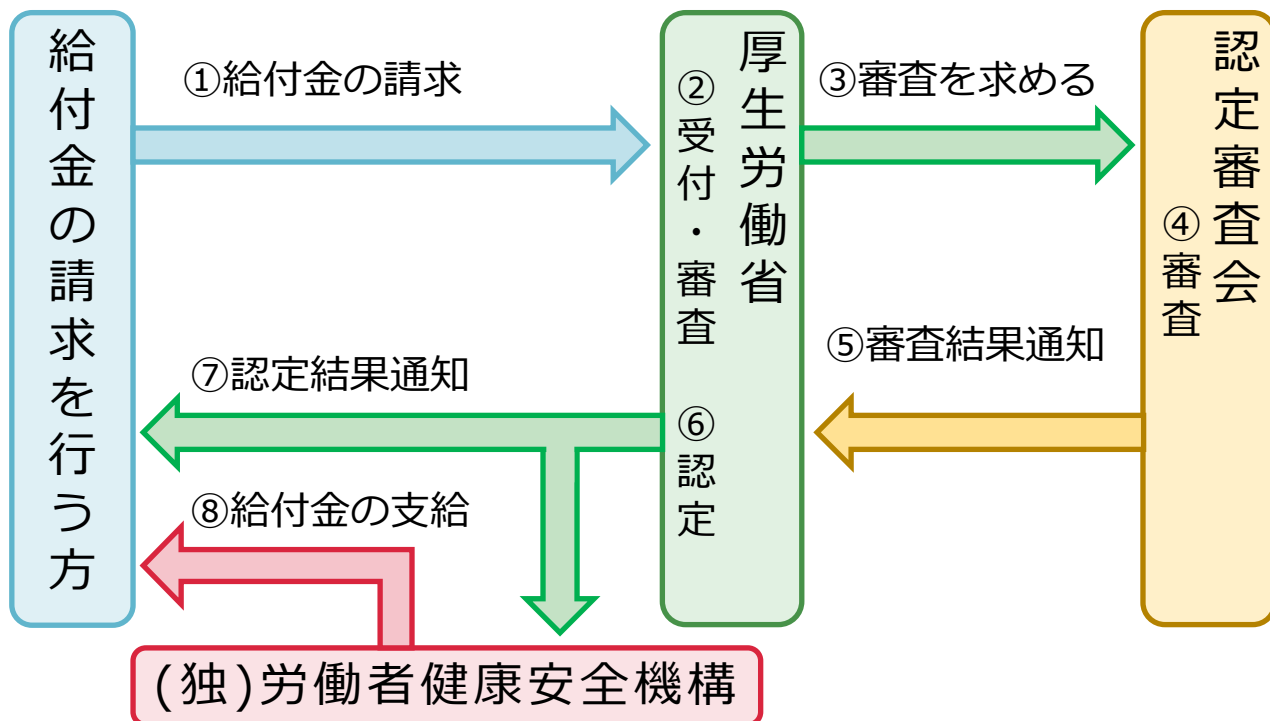 給付金の請求を行う方
①給付金の請求
厚生労働省
②受付・審査
⑥認定
③審査を求める
認定審査会
④審査
⑤審査結果通知
⑦認定結果通知
⑧給付金の支給
(独)労働者健康安全機構